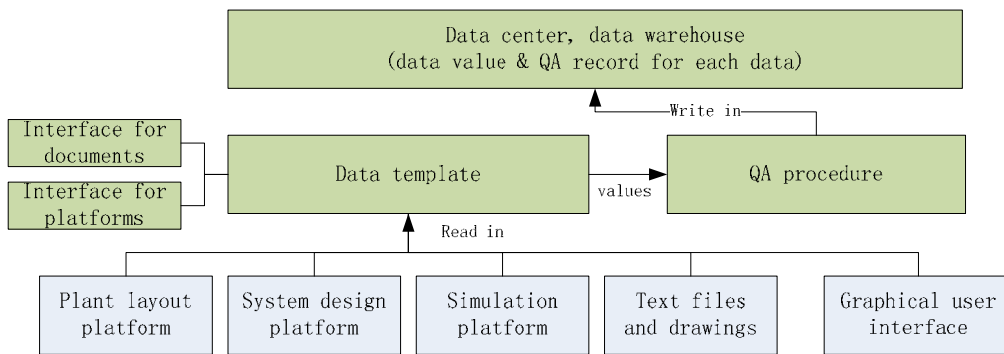 Data center, data warehouse
(data value & QA record for each data)
Write in
Interface for
documents
Interface for
platforms
Data template
values
QA procedure
Read in
Plant layout
platform
System design
platform
Simulation
platform
Text files
and drawings
Graphical user
interface